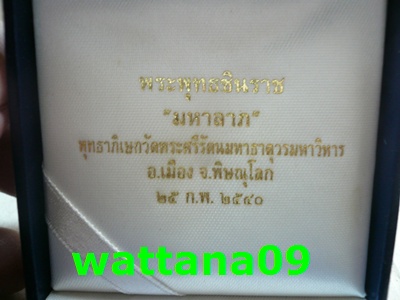 พระพุทธชินราช
"มหาลาภ"
พุทธาภิเษกวัดพระศรีรัตนมหาธาตุวรมหาวิหาร
อ.เมือง จ.พิษณุโลก
๒๕ ก.พ. ๒๕๔๐
wattana09